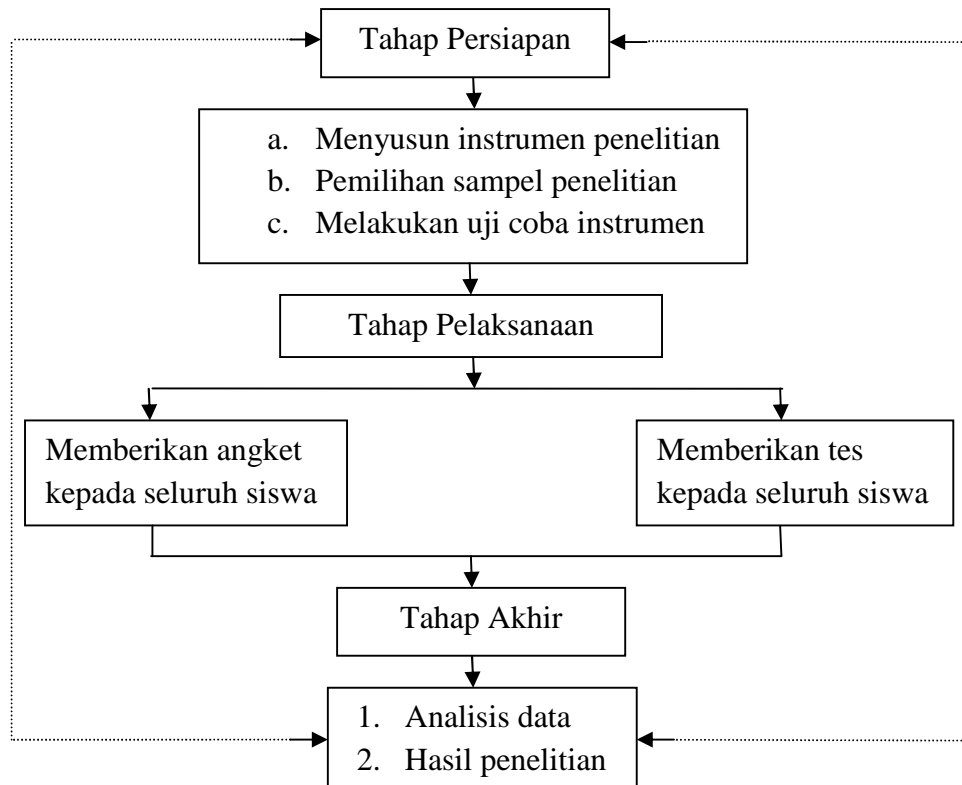 Tahap Persiapan
a. Menyusun instrumen penelitian
b. Pemilihan sampel penelitian
c. Melakukan uji coba instrumen
Tahap Pelaksanaan
Memberikan angket
kepada seluruh siswa
Memberikan tes
kepada seluruh siswa
Tahap Akhir
1. Analisis data
2. Hasil penelitian